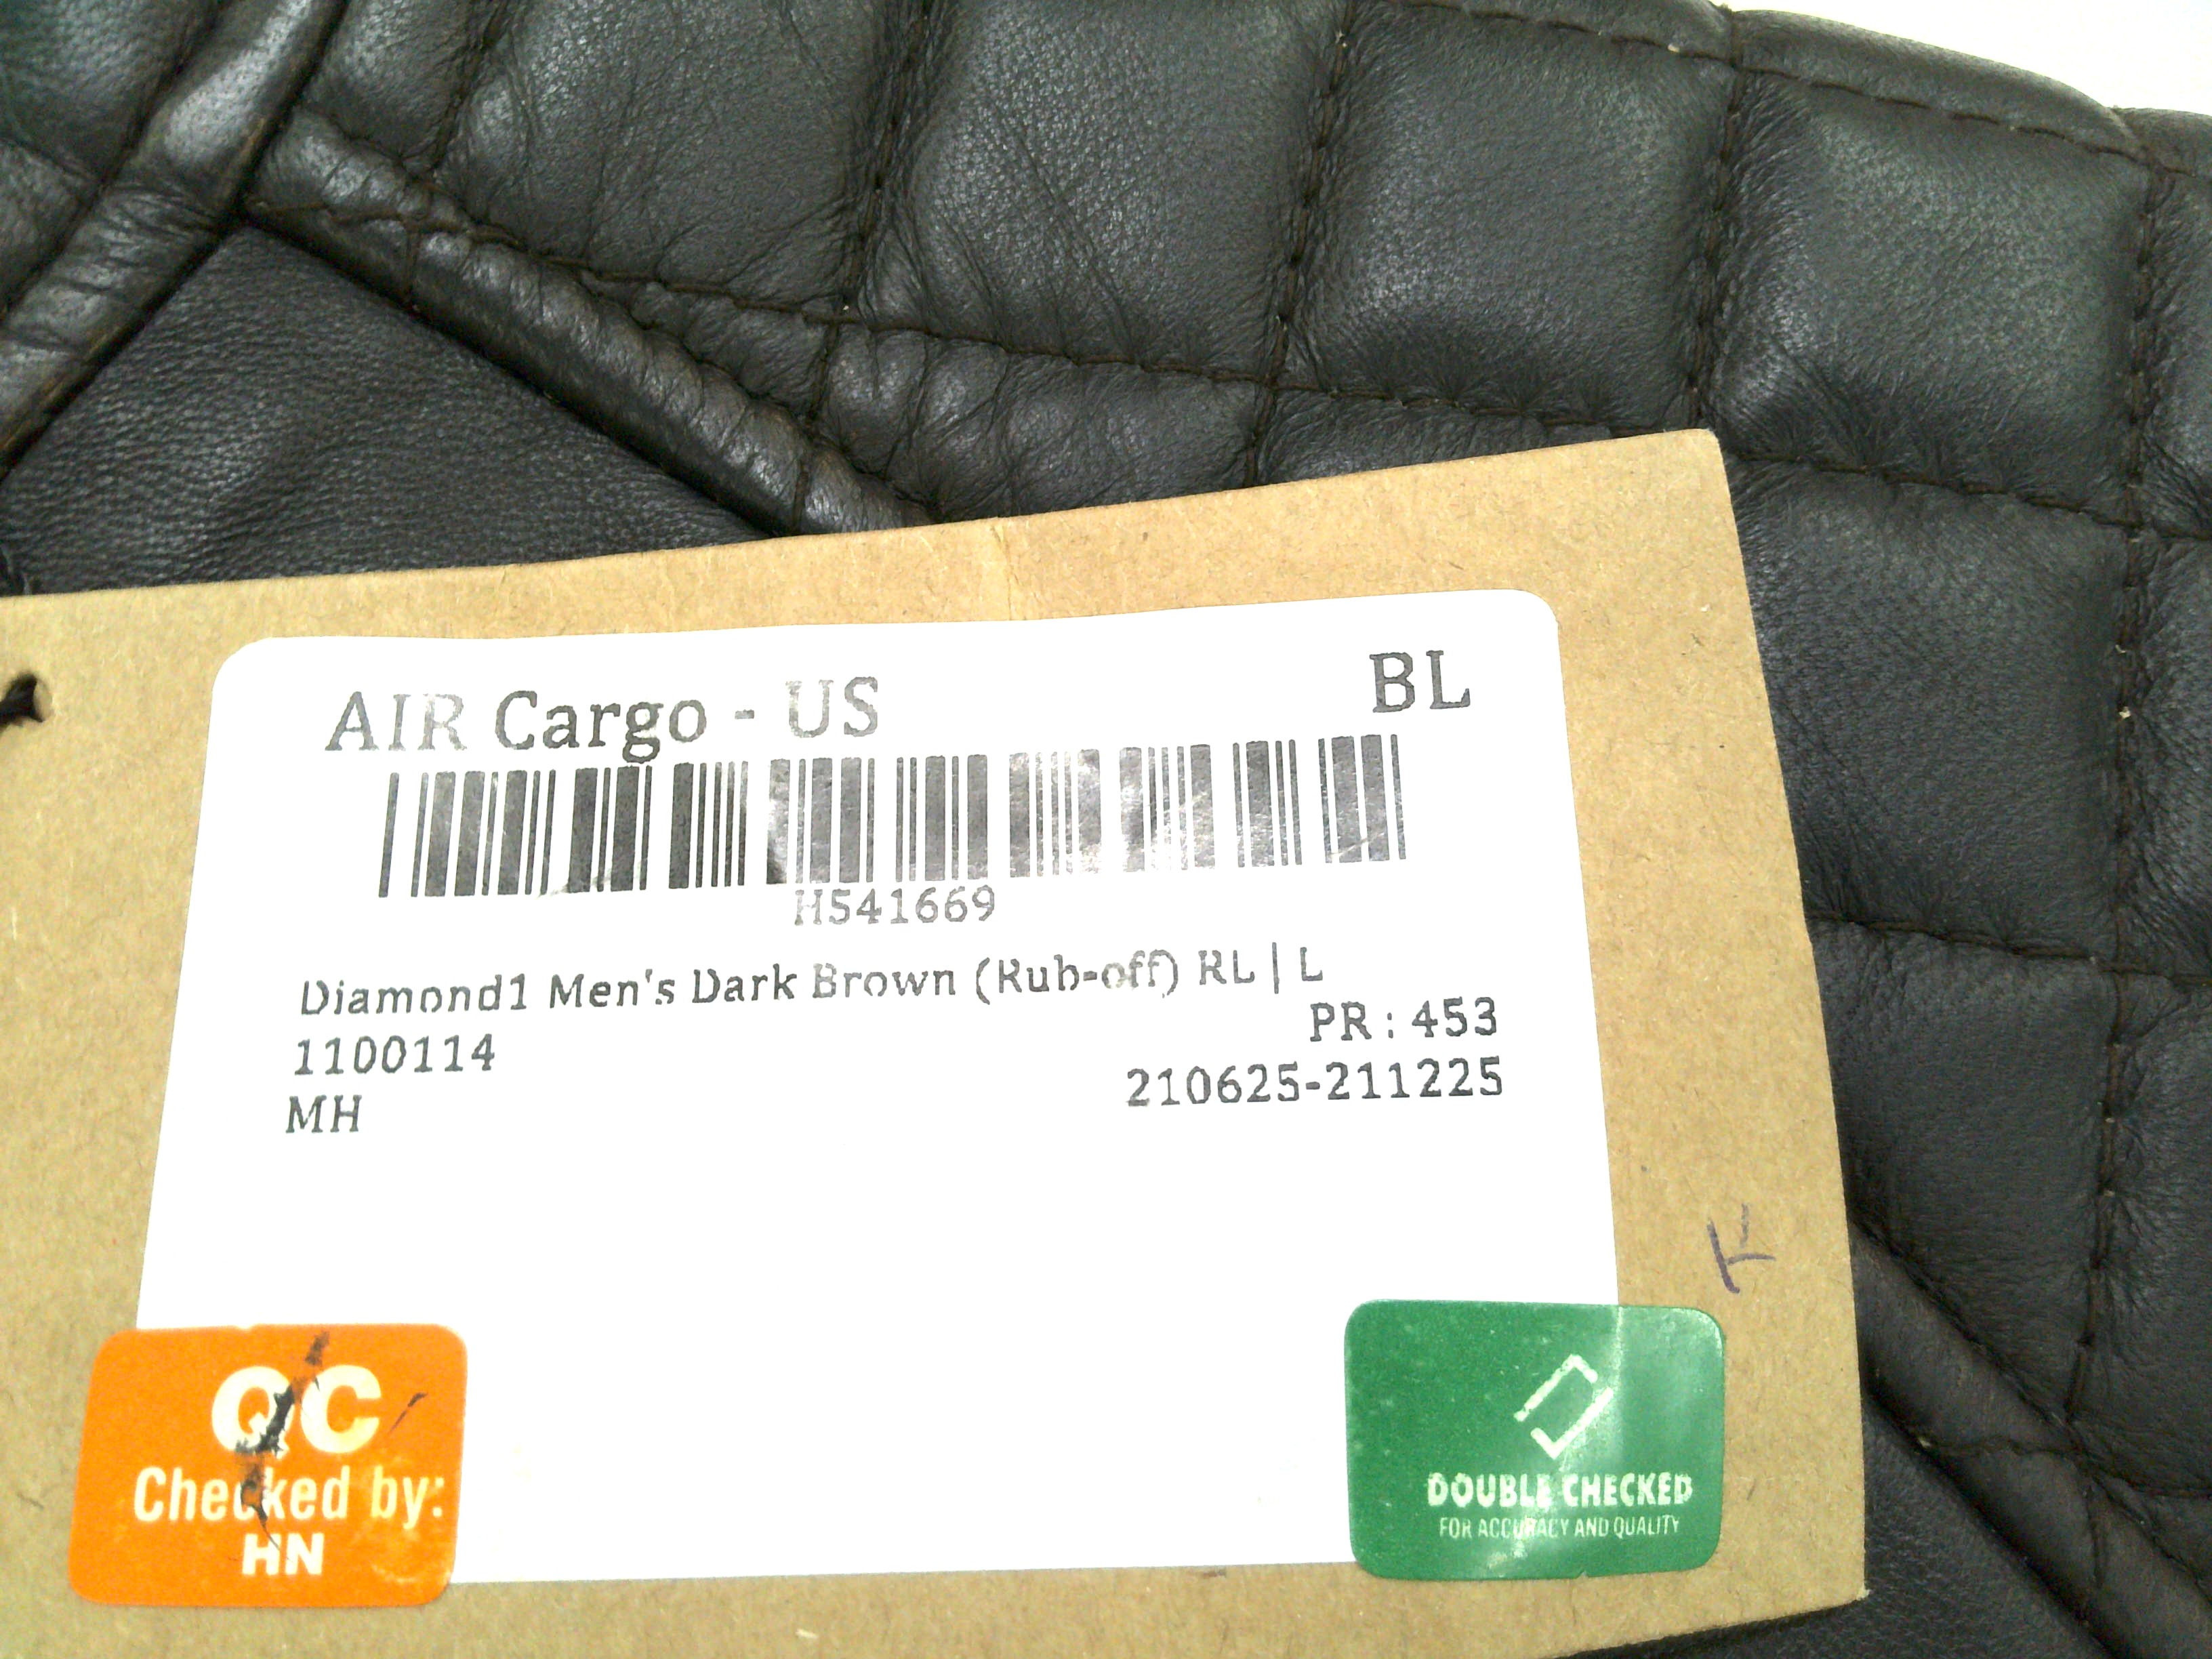 AIR Cargo - US
BL
H541669
Diamond1 Men's Dark Brown (Rub-off) RL | L
PR : 453
1100114
210625-211225
MH
K
QC
Checked by:
HN
DOUBLE CHECKED
FOR ACCURACY AND QUALITY